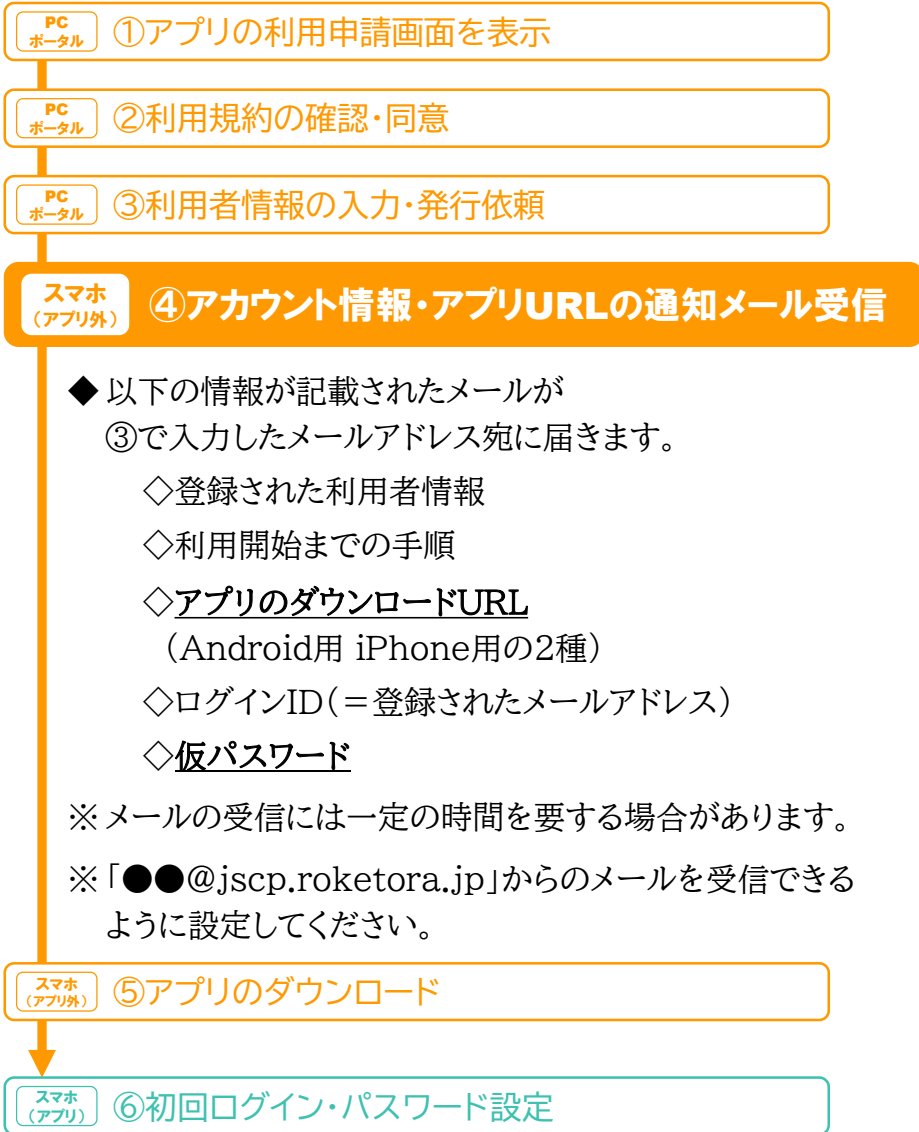 PC
ポータル
①アプリの利用申請画面を表示
PC
ポータル
②利用規約の確認・同意
PC
ポータル
③利用者情報の入力・発行依頼
スマホ
（アプリ外）
④アカウント情報・アプリURLの通知メール受信
◆以下の情報が記載されたメールが
③で入力したメールアドレス宛に届きます。
◇登録された利用者情報
◇利用開始までの手順
◇アプリのダウンロードURL
（Android用 iPhone用の2種）
◇ログインID（＝登録されたメールアドレス）
◇仮パスワード
※メールの受信には一定の時間を要する場合があります。
※「●●@jscp.roketora.jp」からのメールを受信できる
ように設定してください。
スマホ
（アプリ外）
⑤アプリのダウンロード
スマホ
（アプリ）
⑥初回ログイン・パスワード設定